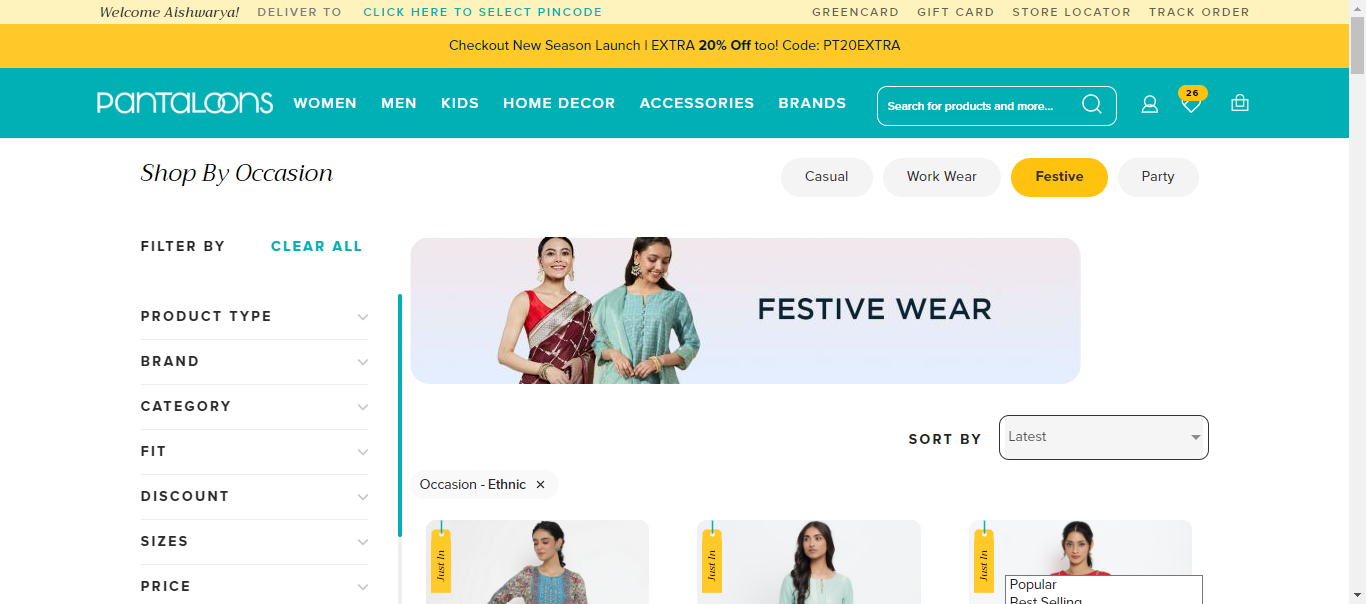 Welcome Aishwarya! DELIVER TO CLICK HERE TO SELECT PINCODE GREENCARD GIFT CARD STORE LOCATOR TRACK ORDER
Checkout New Season Launch | EXTRA 20% Off too! Code: PT20EXTRA
PANTALOONS WOMEN MEN KIDS HOME DECOR ACCESSORIES BRANDS Search for products and more... 26
Shop By Occasion Casual Work Wear Festive Party
FILTER BY CLEAR ALL
FESTIVE WEAR
PRODUCT TYPE
BRAND
CATEGORY
FIT
DISCOUNT
SIZES
PRICE
SORT BY Latest
Occasion - Ethnic ✕
Just In Just In Just In
Popular
Best Selling